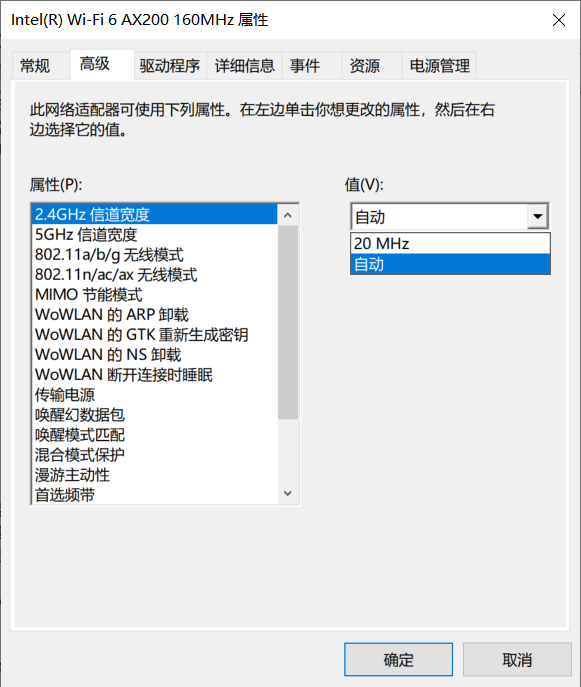 Intel(R) Wi-Fi 6 AX200 160MHz 属性
常规 高级 驱动程序 详细信息 事件 资源 电源管理
此网络适配器可使用下列属性。在左边单击你想更改的属性，然后在右
边选择它的值。
属性(P):
2.4GHz 信道宽度
5GHz 信道宽度
802.11a/b/g 无线模式
802.11n/ac/ax 无线模式
MIMO 节能模式
WoWLAN 的 ARP 卸载
WoWLAN 的 GTK 重新生成密钥
WoWLAN 的 NS 卸载
WoWLAN 断开连接时睡眠
传输电源
唤醒幻数据包
唤醒模式匹配
混合模式保护
漫游主动性
首选频带
值(V):
自动
20 MHz
自动
确定 取消